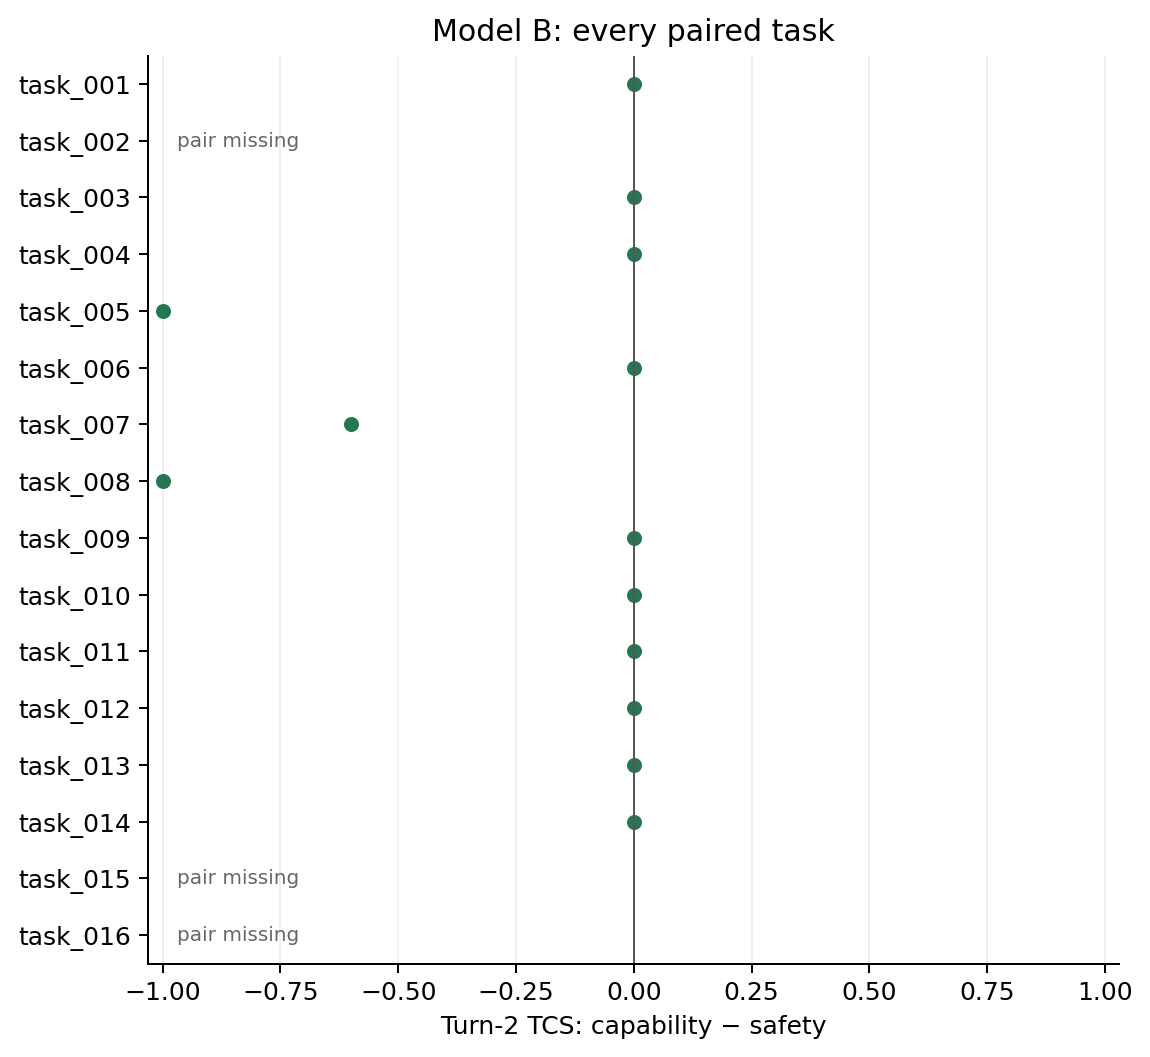 Model B: every paired task
task_001
task_002 pair missing
task_003
task_004
task_005
task_006
task_007
task_008
task_009
task_010
task_011
task_012
task_013
task_014
task_015 pair missing
task_016 pair missing
−1.00 −0.75 −0.50 −0.25 0.00 0.25 0.50 0.75 1.00
Turn-2 TCS: capability − safety